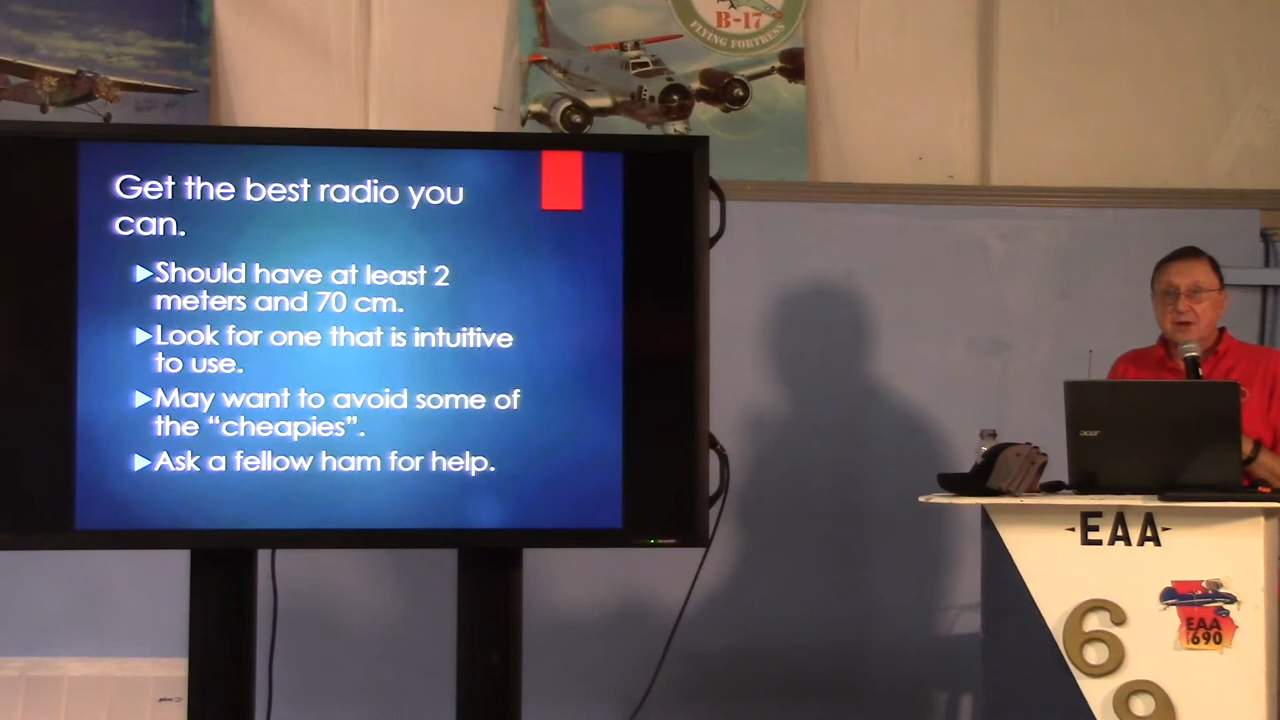 B-17
FLYING FORTRESS
Get the best radio you
can.
Should have at least 2
meters and 70 cm.
Look for one that is intuitive
to use.
May want to avoid some of
the “cheapies”.
Ask a fellow ham for help.
acer
EAA
6
9
EAA
690